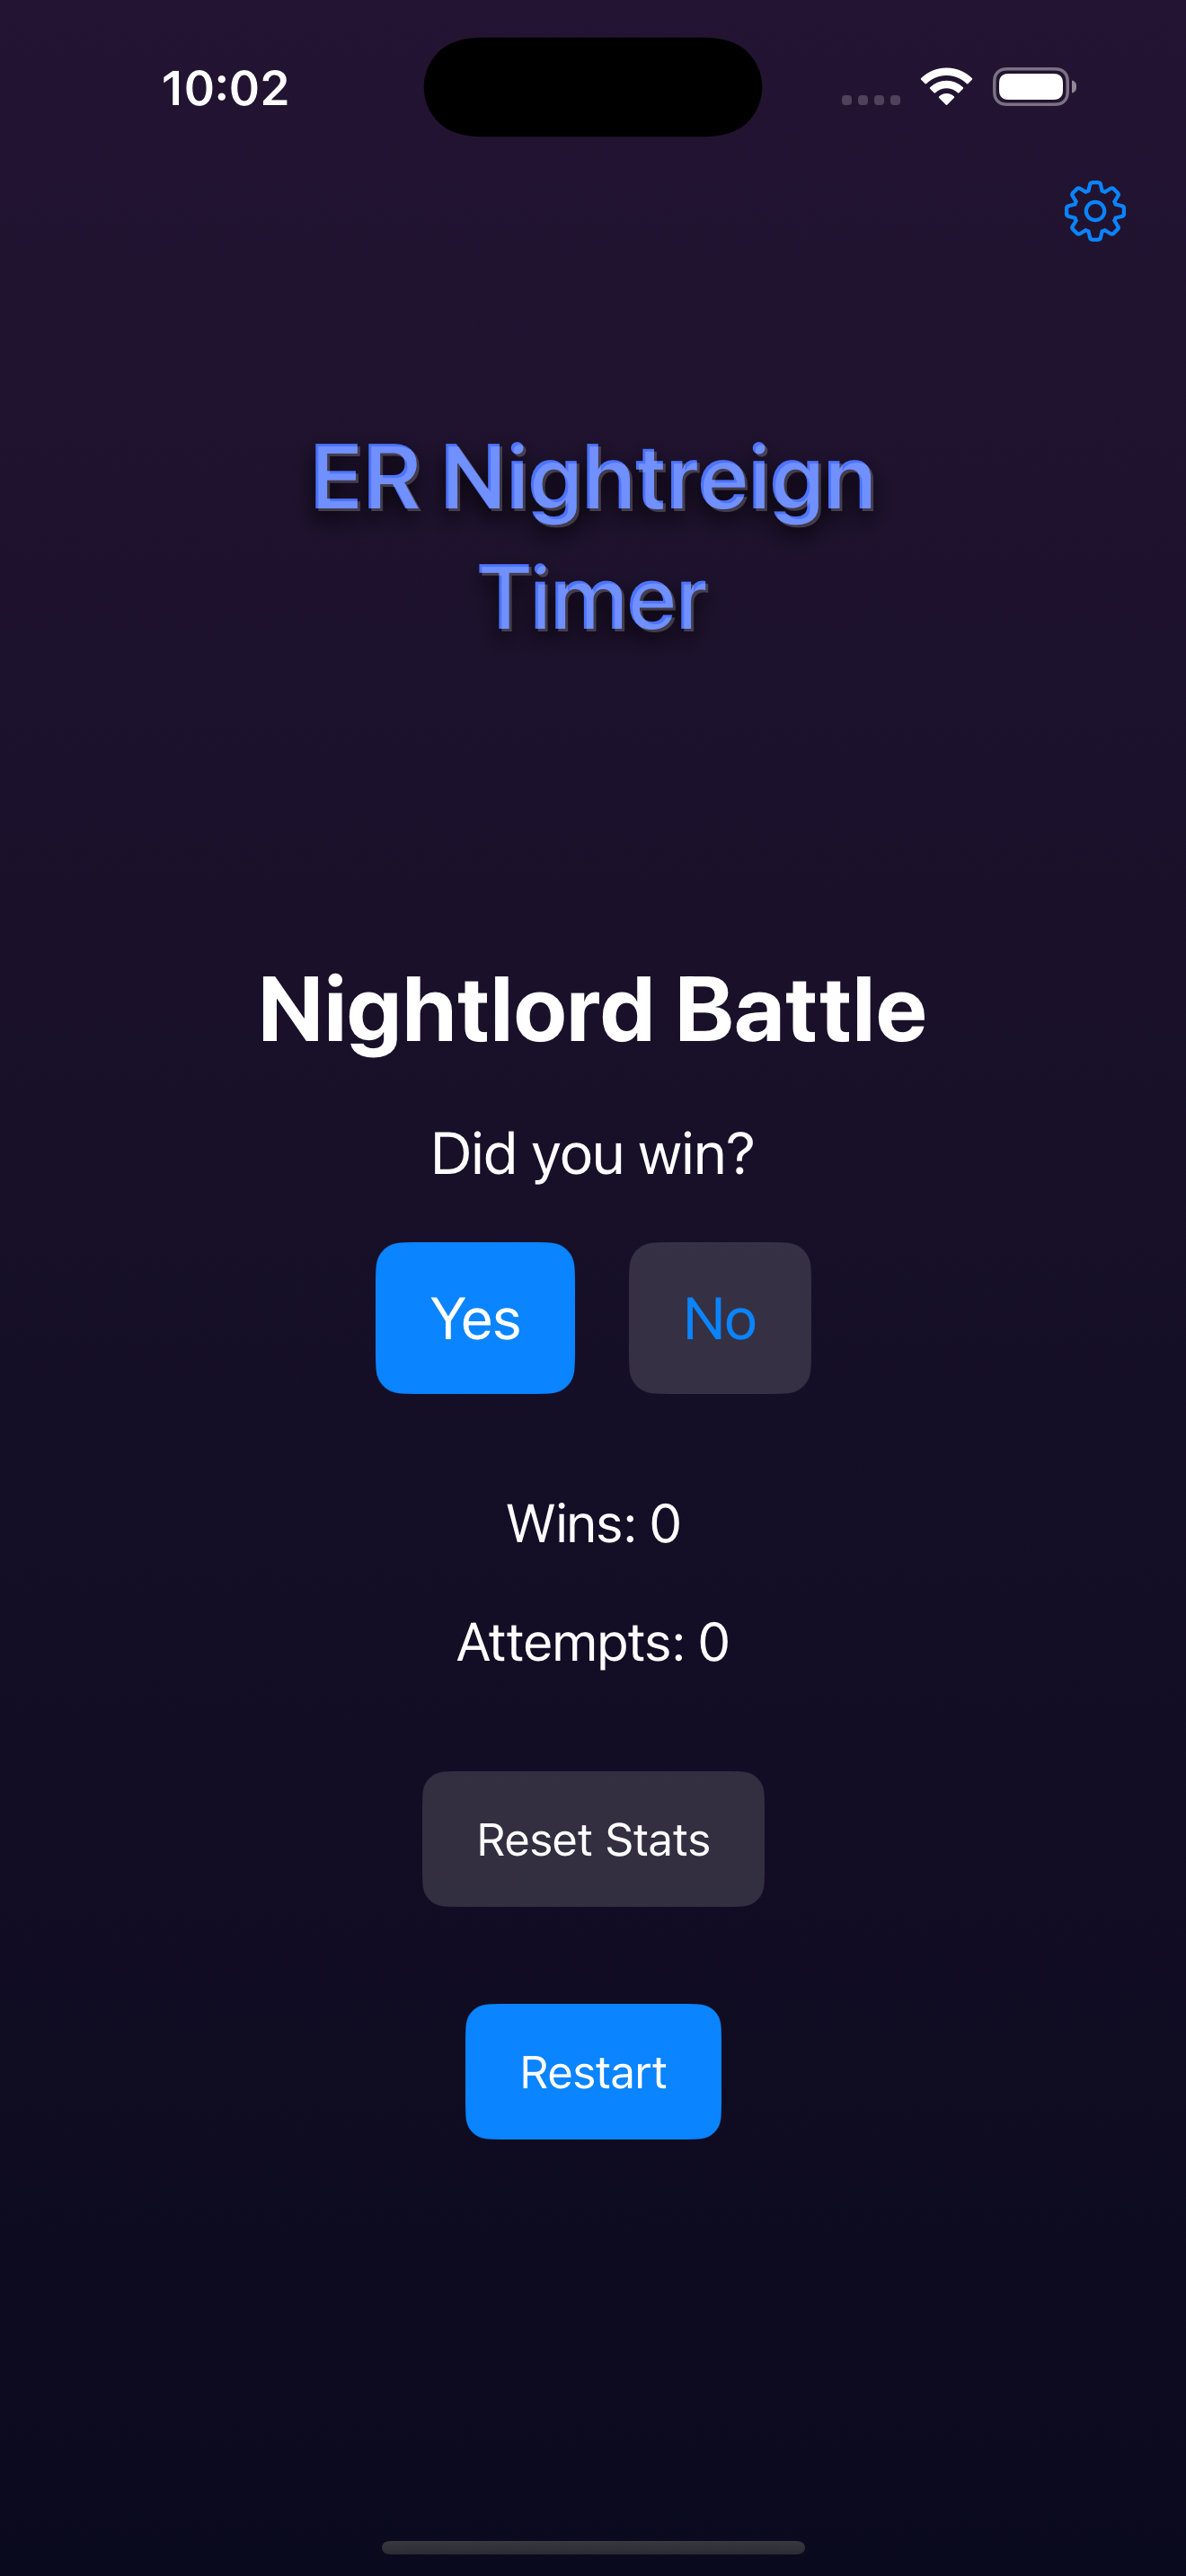 10:02
ER Nightreign
Timer
Nightlord Battle
Did you win?
Yes No
Wins: 0
Attempts: 0
Reset Stats
Restart